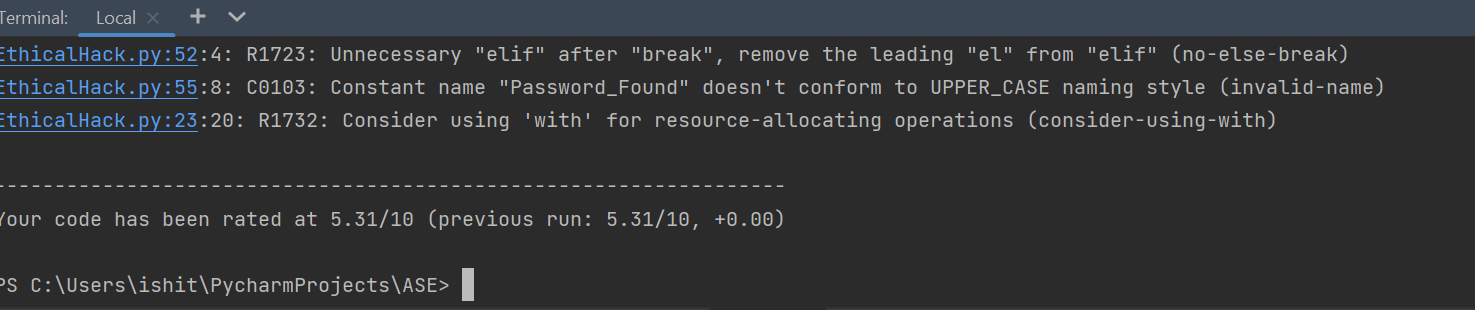 Terminal: Local × + ⌄
EthicalHack.py:52:4: R1723: Unnecessary "elif" after "break", remove the leading "el" from "elif" (no-else-break)
EthicalHack.py:55:8: C0103: Constant name "Password_Found" doesn't conform to UPPER_CASE naming style (invalid-name)
EthicalHack.py:23:20: R1732: Consider using 'with' for resource-allocating operations (consider-using-with)
--------------------------------------------------------------------
Your code has been rated at 5.31/10 (previous run: 5.31/10, +0.00)
PS C:\Users\ishit\PycharmProjects\ASE>